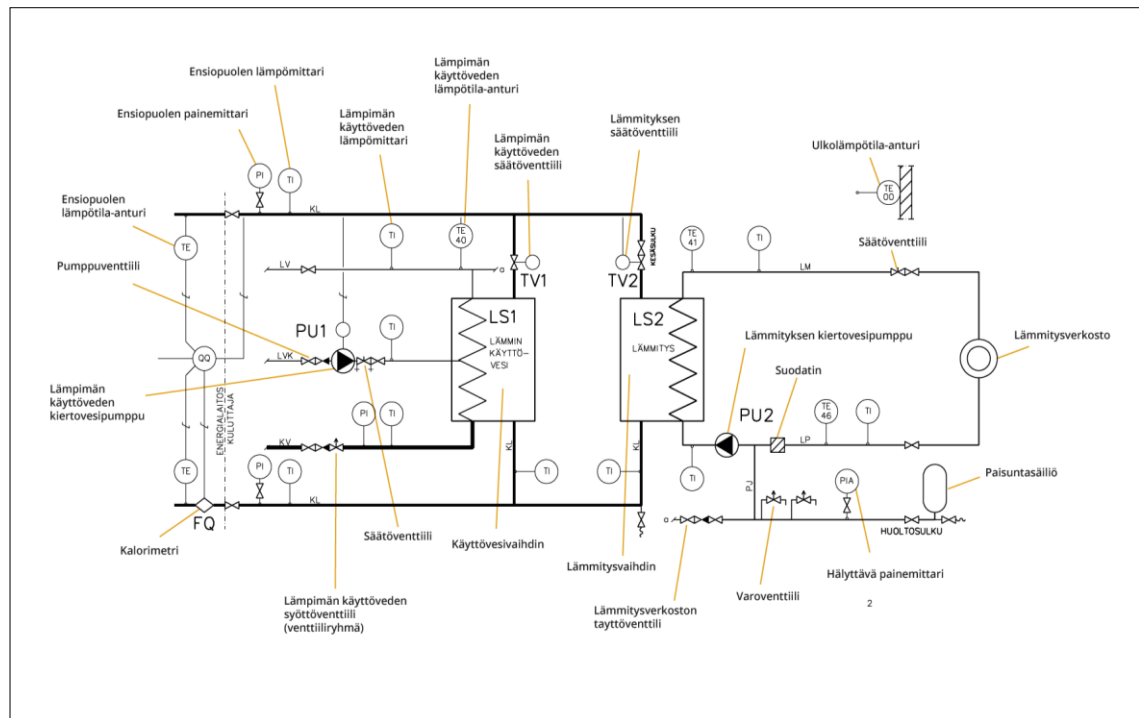 Ensiopuolen lämpömittari
Ensiopuolen painemittari
Lämpimän
käyttöveden
lämpömittari
Lämpimän
käyttöveden
lämpötila-anturi
Lämpimän
käyttöveden
säätöventtiili
Lämmityksen
säätöventtiili
Ulkolämpötila-anturi
Ensiopuolen
lämpötila-anturi
Pumppuventtiili
PI
TI
KL
TE
TI
TE
40
KESÄSULKU
TE
00
TE
41
TI
Säätöventtiili
LV
TV1
TV2
LM
PU1
LS1
LÄMMIN
KÄYTTÖ-
VESI
LS2
LÄMMITYS
TI
LVK
QQ
Lämmityksen kiertovesipumppu
Lämmitysverkosto
Suodatin
Lämpimän
käyttöveden
kiertovesipumppu
ENERGIALAITOS
KULUTTAJA
PI
TI
KV
PU2
TE
46
TI
LP
KL
KL
TE
PI
TI
KL
TI
TI
TI
PJ
PIA
Paisuntasäiliö
FQ
HUOLTOSULKU
Kalorimetri
Säätöventtiili
Käyttövesivaihdin
Lämmitysvaihdin
Hälyttävä painemittari
Varoventtiili
Lämpimän käyttöveden
syöttöventtiili
(venttiiliryhmä)
Lämmitysverkoston
tayttöventtili
2